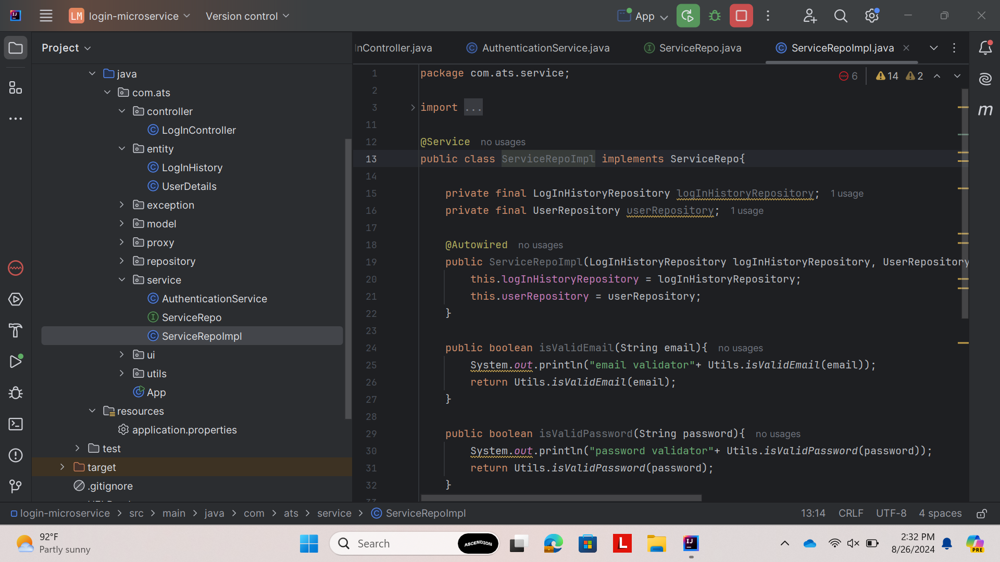 LM login-microservice
Version control
App
Project
InController.java
AuthenticationService.java
ServiceRepo.java
ServiceRepoImpl.java
java
com.ats
controller
LogInController
entity
LogInHistory
UserDetails
exception
model
proxy
repository
service
AuthenticationService
ServiceRepo
ServiceRepoImpl
ui
utils
App
resources
application.properties
test
target
.gitignore
6 14 2
1 package com.ats.service;
2
3 import ...
11
12 @Service no usages
13 public class ServiceRepoImpl implements ServiceRepo{
14
15 private final LogInHistoryRepository logInHistoryRepository; 1 usage
16 private final UserRepository userRepository; 1 usage
17
18 @Autowired no usages
19 public ServiceRepoImpl(LogInHistoryRepository logInHistoryRepository, UserRepository
20 this.logInHistoryRepository = logInHistoryRepository;
21 this.userRepository = userRepository;
22 }
23
24 public boolean isValidEmail(String email){ no usages
25 System.out.println("email validator"+ Utils.isValidEmail(email));
26 return Utils.isValidEmail(email);
27 }
28
29 public boolean isValidPassword(String password){ no usages
30 System.out.println("password validator"+ Utils.isValidPassword(password));
31 return Utils.isValidPassword(password);
32 }
m
login-microservice > src > main > java > com > ats > service > ServiceRepoImpl
13:14 CRLF UTF-8 4 spaces
92°F
Partly sunny
Search
ASCENDION
L
IJ
2:32 PM
8/26/2024
PRE